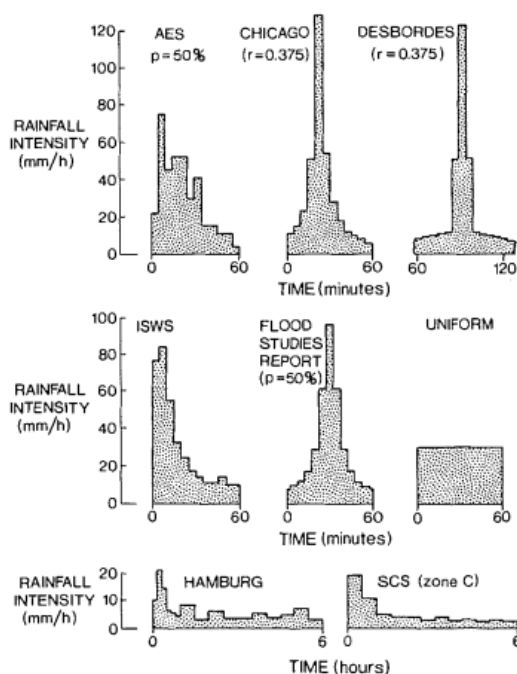 120
100
80
60
40
20
0
RAINFALL
INTENSITY
(mm/h)
AES
p=50%
CHICAGO
(r=0.375)
DESBORDES
(r=0.375)
0 60 0 60 60 120
TIME (minutes)
100
80
60
40
20
0
RAINFALL
INTENSITY
(mm/h)
ISWS
FLOOD
STUDIES
REPORT
(p=50%)
UNIFORM
0 60 0 60 0 60
TIME (minutes)
20
10
0
RAINFALL
INTENSITY
(mm/h)
HAMBURG
SCS (zone C)
0 6 0 6
TIME (hours)